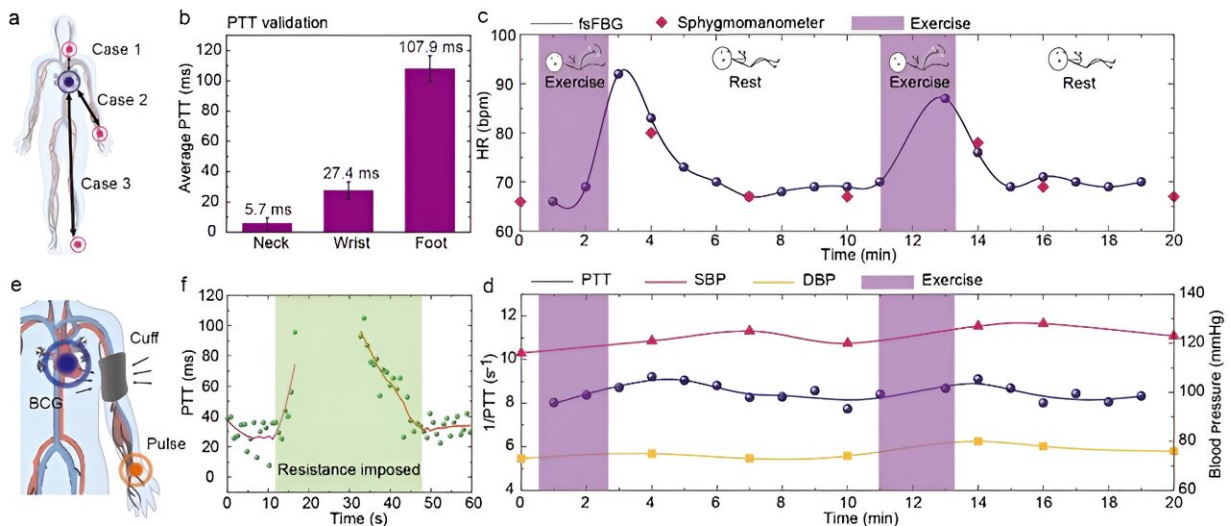 a
Case 1
Case 2
Case 3
b
PTT validation
Average PTT (ms)
120
100
80
60
40
20
0
5.7 ms
27.4 ms
107.9 ms
Neck
Wrist
Foot
c
fsFBG
Sphygmomanometer
Exercise
HR (bpm)
100
90
80
70
60
Exercise
Rest
Exercise
Rest
0 2 4 6 8 10 12 14 16 18 20
Time (min)
e
Cuff
BCG
Pulse
f
PTT (ms)
120
100
80
60
40
20
0
Resistance imposed
0 10 20 30 40 50 60
Time (s)
PTT
SBP
DBP
Exercise
d
1/PTT (s⁻¹)
12
10
8
6
4
140
120
100
80
60
Blood Pressure (mmHg)
0 2 4 6 8 10 12 14 16 18 20
Time (min)